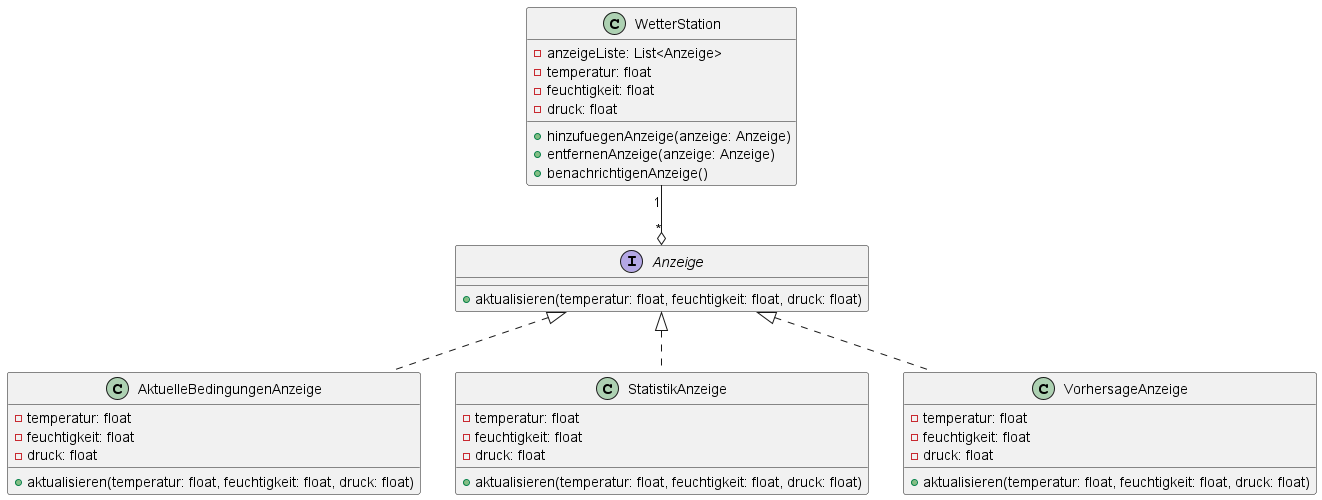 C WetterStation
anzeigeListe: List<Anzeige>
temperatur: float
feuchtigkeit: float
druck: float
hinzufuegenAnzeige(anzeige: Anzeige)
entfernenAnzeige(anzeige: Anzeige)
benachrichtigenAnzeige()
1
*
I Anzeige
aktualisieren(temperatur: float, feuchtigkeit: float, druck: float)
C AktuelleBedingungenAnzeige
temperatur: float
feuchtigkeit: float
druck: float
aktualisieren(temperatur: float, feuchtigkeit: float, druck: float)
C StatistikAnzeige
temperatur: float
feuchtigkeit: float
druck: float
aktualisieren(temperatur: float, feuchtigkeit: float, druck: float)
C VorhersageAnzeige
temperatur: float
feuchtigkeit: float
druck: float
aktualisieren(temperatur: float, feuchtigkeit: float, druck: float)